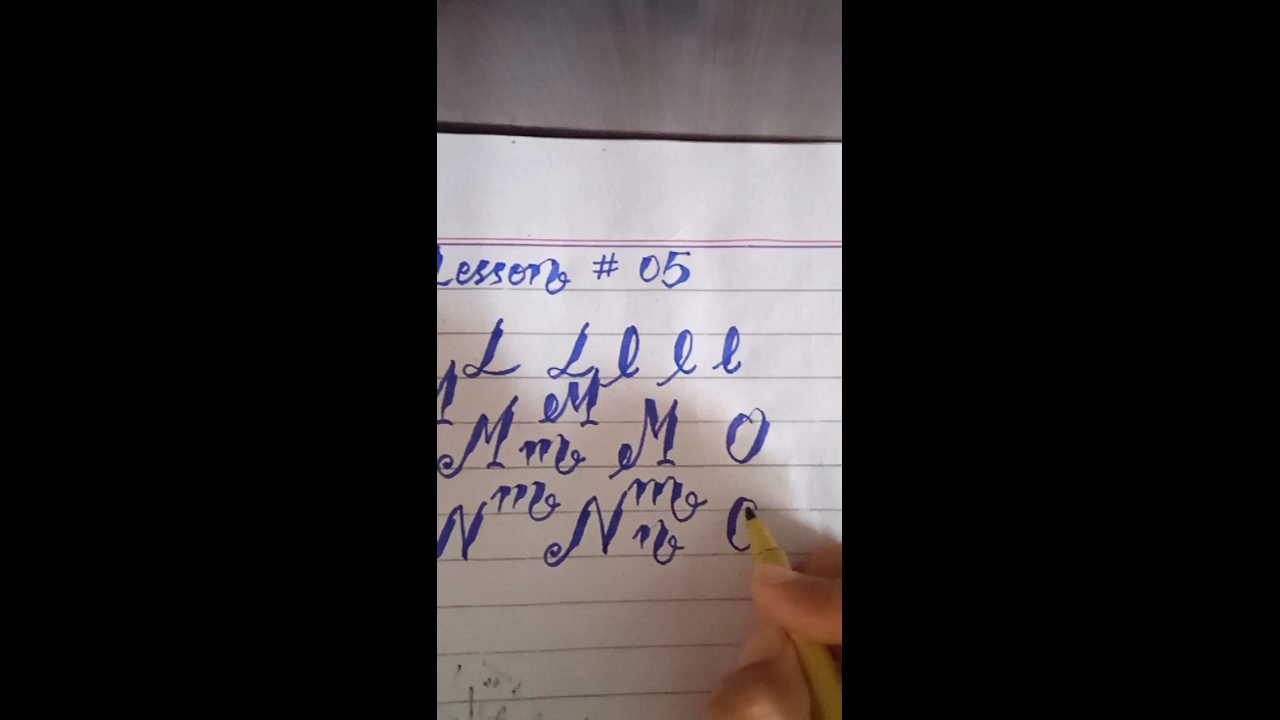 Lesson # 05
L L l l l
M M
M m M O
m m
N N n O